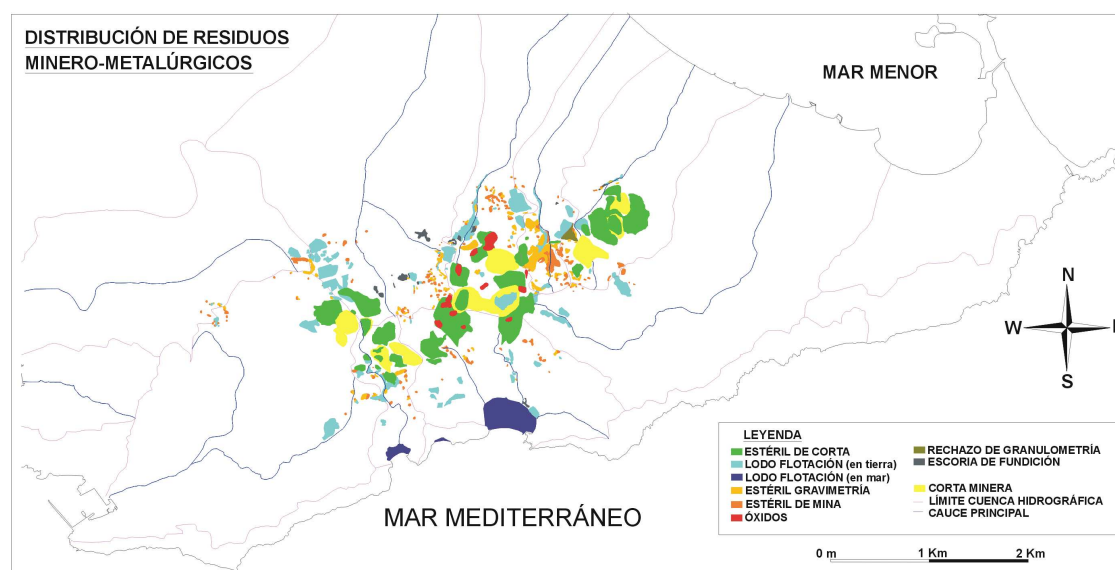 DISTRIBUCIÓN DE RESIDUOS
MINERO-METALÚRGICOS
MAR MENOR
N
W
E
S
MAR MEDITERRÁNEO
LEYENDA
ESTÉRIL DE CORTA
LODO FLOTACIÓN (en tierra)
LODO FLOTACIÓN (en mar)
ESTÉRIL GRAVIMETRÍA
ESTÉRIL DE MINA
ÓXIDOS
RECHAZO DE GRANULOMETRÍA
ESCORIA DE FUNDICIÓN
CORTA MINERA
LÍMITE CUENCA HIDROGRÁFICA
CAUCE PRINCIPAL
0 m 1 Km 2 Km